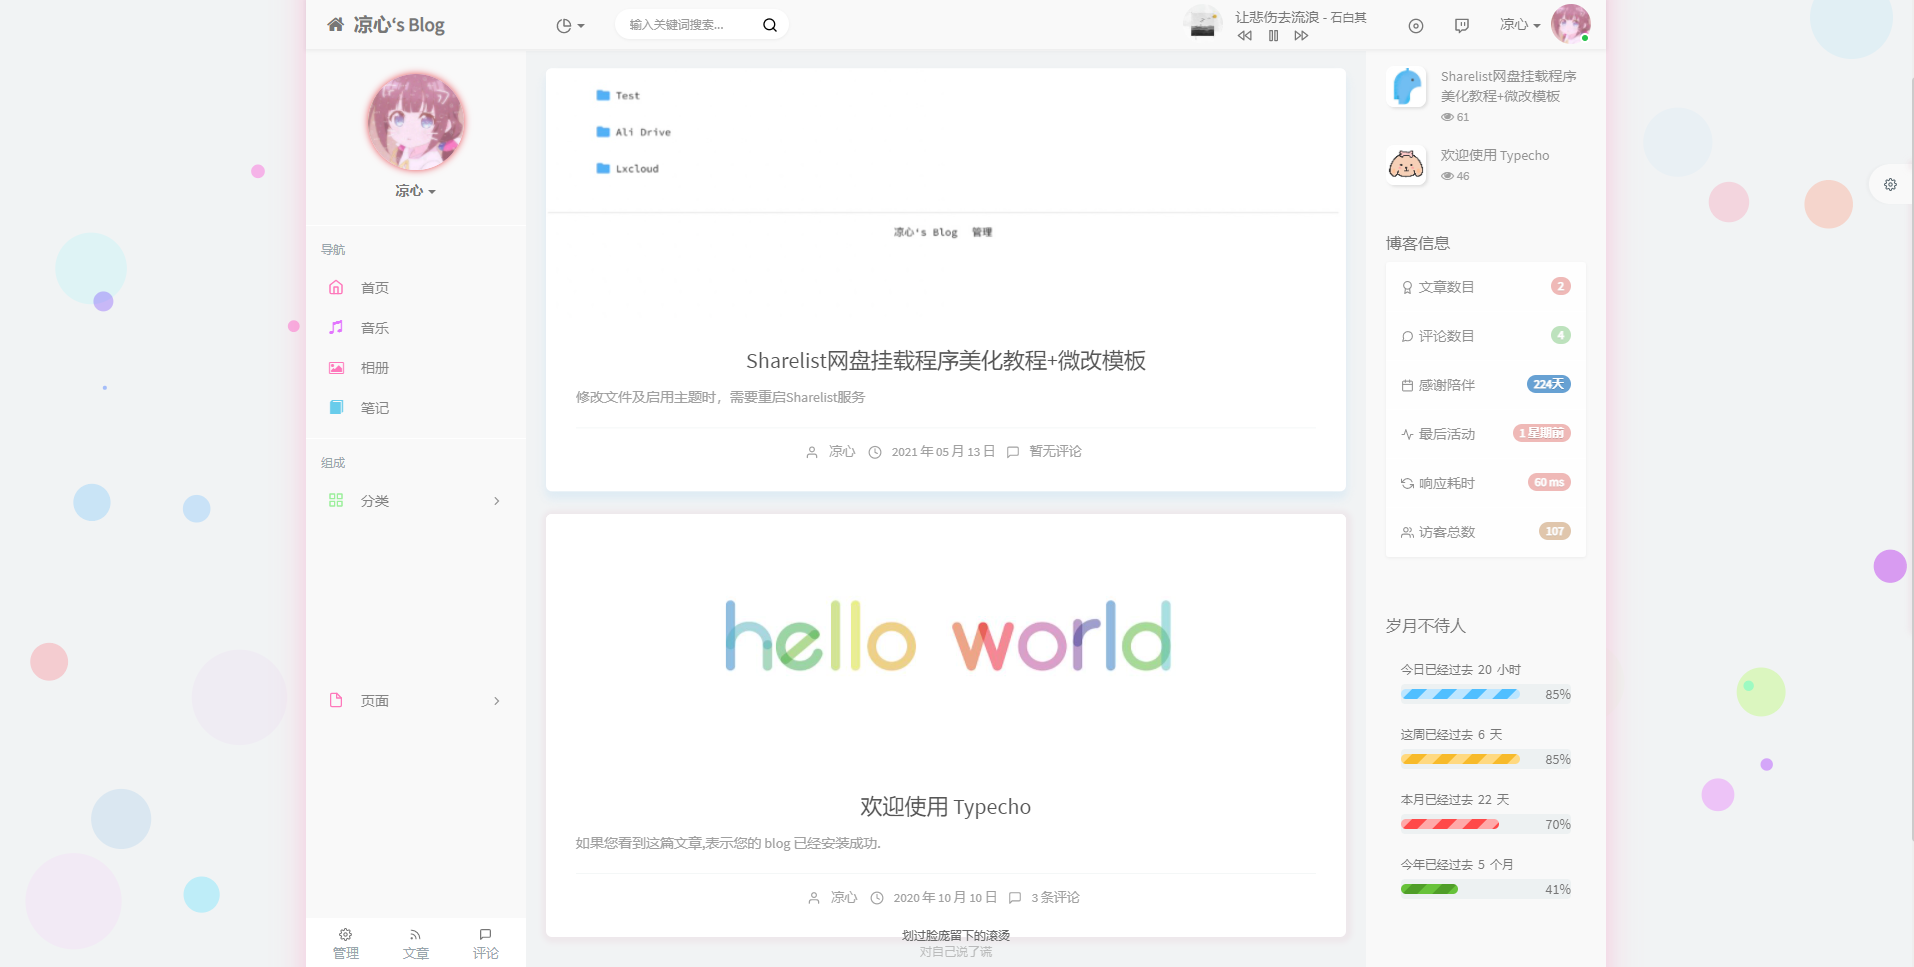 凉心‘s Blog
输入关键词搜索...
让悲伤去流浪 - 石白其
凉心
凉心
导航
首页
音乐
相册
笔记
组成
分类
页面
管理
文章
评论
Test
Ali Drive
Lxcloud
凉心's Blog 管理
Sharelist网盘挂载程序美化教程+微改模板
修改文件及启用主题时，需要重启Sharelist服务
凉心 2021 年 05 月 13 日 暂无评论
hello world
欢迎使用 Typecho
如果您看到这篇文章,表示您的 blog 已经安装成功.
凉心 2020 年 10 月 10 日 3 条评论
划过脸庞留下的滚烫
对自己说了谎
Sharelist网盘挂载程序
美化教程+微改模板
61
欢迎使用 Typecho
46
博客信息
文章数目 2
评论数目 4
感谢陪伴 224天
最后活动 1 星期前
响应耗时 60 ms
访客总数 107
岁月不待人
今日已经过去 20 小时
85%
这周已经过去 6 天
85%
本月已经过去 22 天
70%
今年已经过去 5 个月
41%